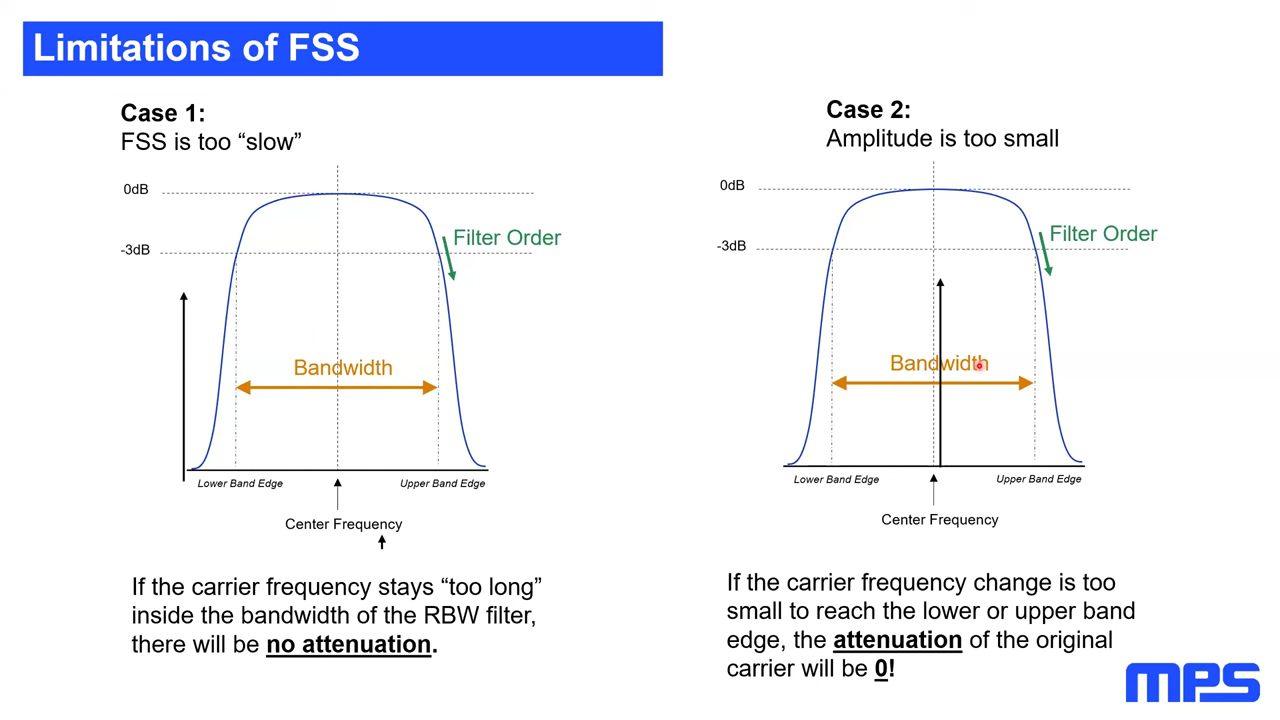 Limitations of FSS
Case 1:
FSS is too “slow”
0dB
-3dB
Filter Order
Bandwidth
Lower Band Edge
Upper Band Edge
Center Frequency
If the carrier frequency stays “too long”
inside the bandwidth of the RBW filter,
there will be no attenuation.
Case 2:
Amplitude is too small
0dB
-3dB
Filter Order
Bandwidth
Lower Band Edge
Upper Band Edge
Center Frequency
If the carrier frequency change is too
small to reach the lower or upper band
edge, the attenuation of the original
carrier will be 0!
mps